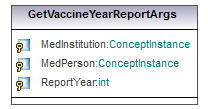 GetVaccineYearReportArgs
MedInstitution:ConceptInstance
MedPerson:ConceptInstance
ReportYear:int